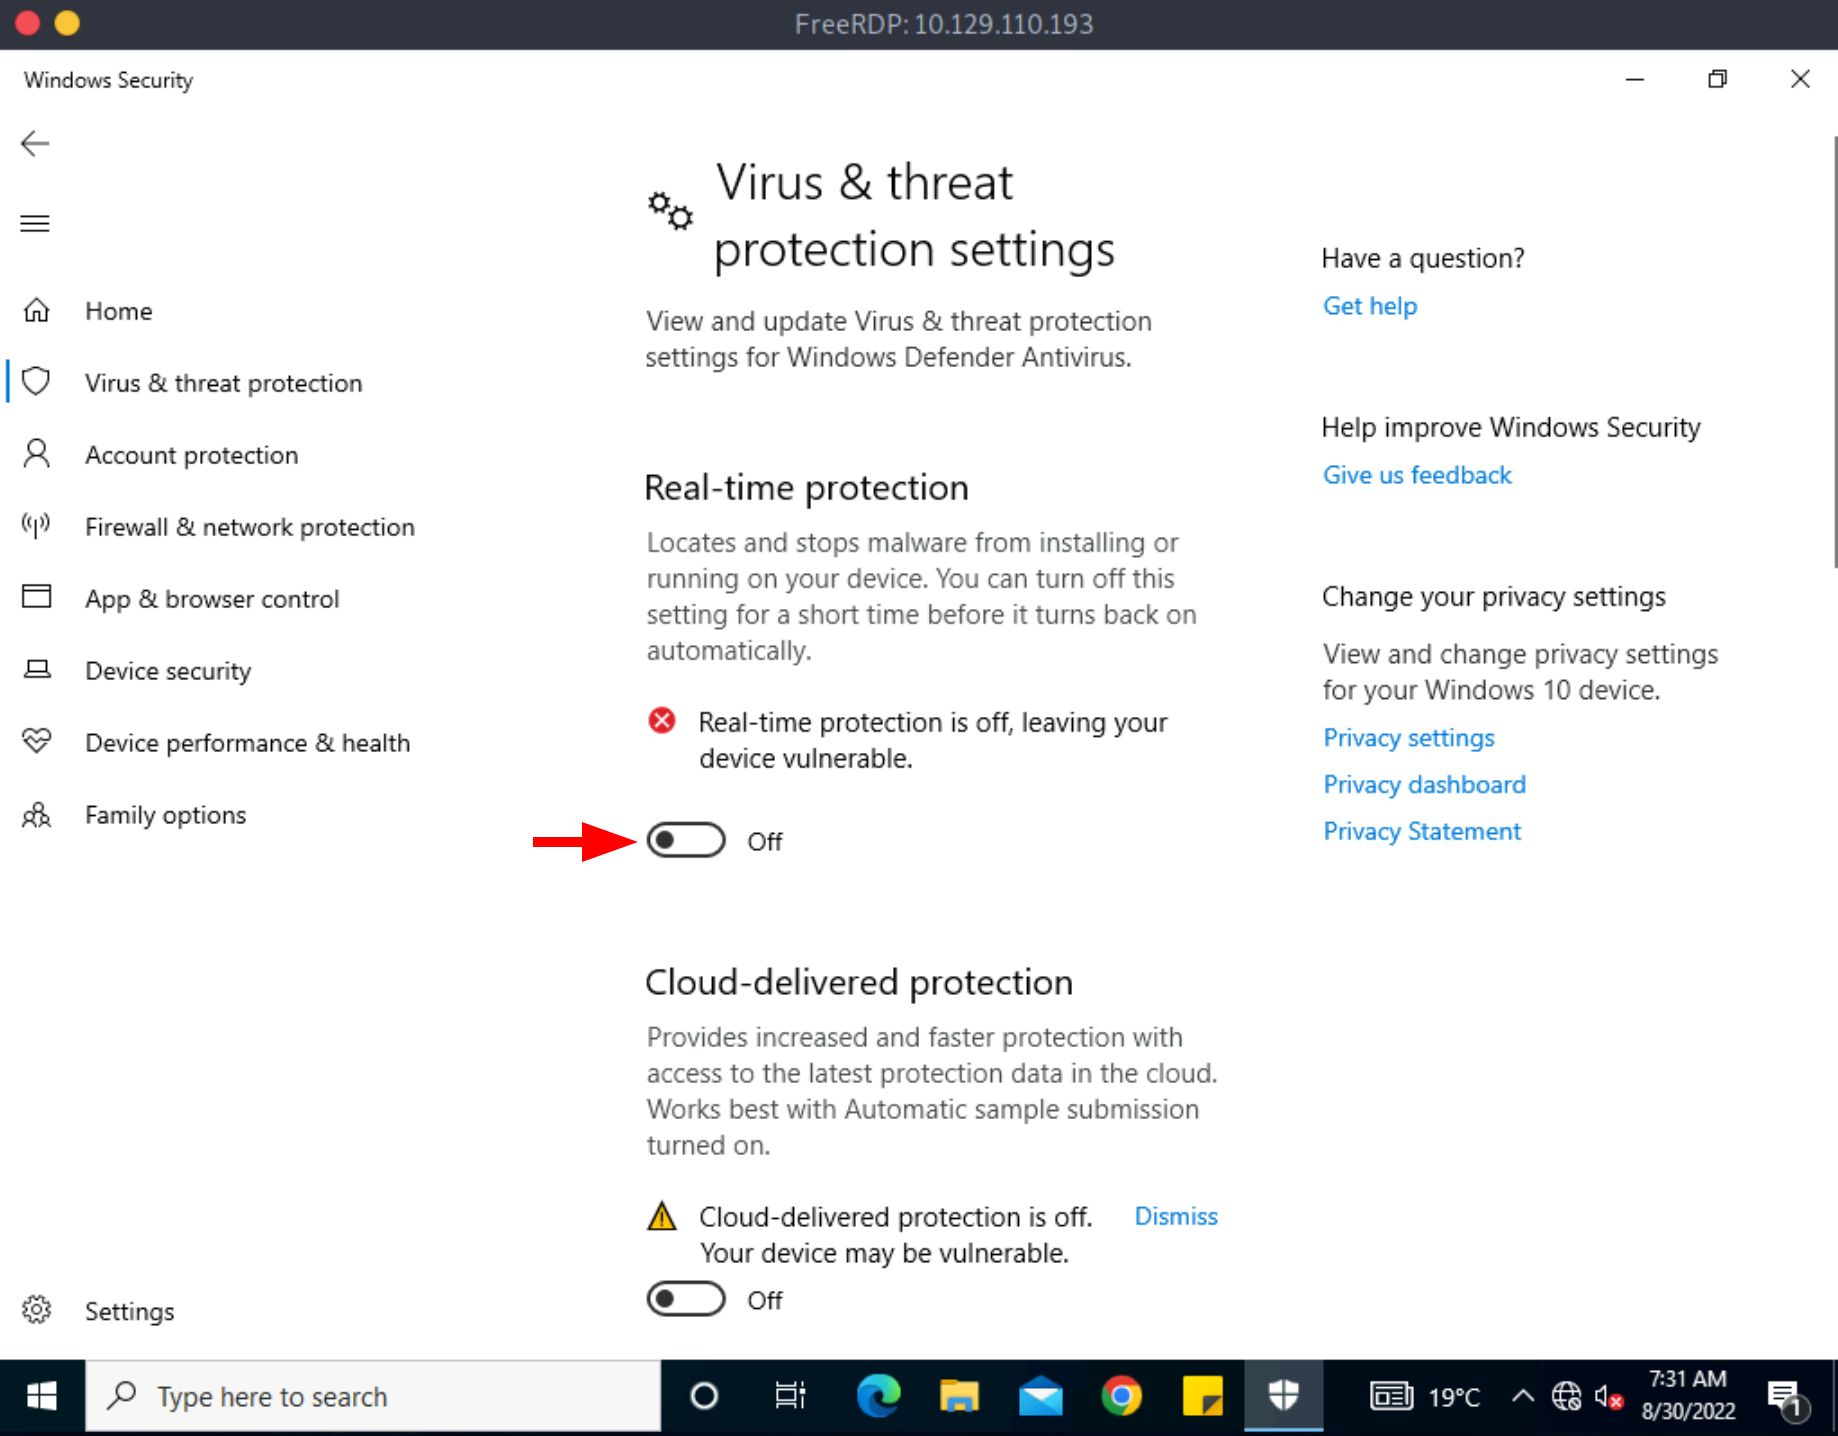 FreeRDP: 10.129.110.193
Windows Security
Home
Virus & threat protection
Account protection
Firewall & network protection
App & browser control
Device security
Device performance & health
Family options
Settings
Virus & threat
protection settings
View and update Virus & threat protection
settings for Windows Defender Antivirus.
Real-time protection
Locates and stops malware from installing or
running on your device. You can turn off this
setting for a short time before it turns back on
automatically.
Real-time protection is off, leaving your
device vulnerable.
Off
Cloud-delivered protection
Provides increased and faster protection with
access to the latest protection data in the cloud.
Works best with Automatic sample submission
turned on.
Cloud-delivered protection is off.
Your device may be vulnerable.
Dismiss
Off
Have a question?
Get help
Help improve Windows Security
Give us feedback
Change your privacy settings
View and change privacy settings
for your Windows 10 device.
Privacy settings
Privacy dashboard
Privacy Statement
Type here to search
19°C
7:31 AM
8/30/2022
1